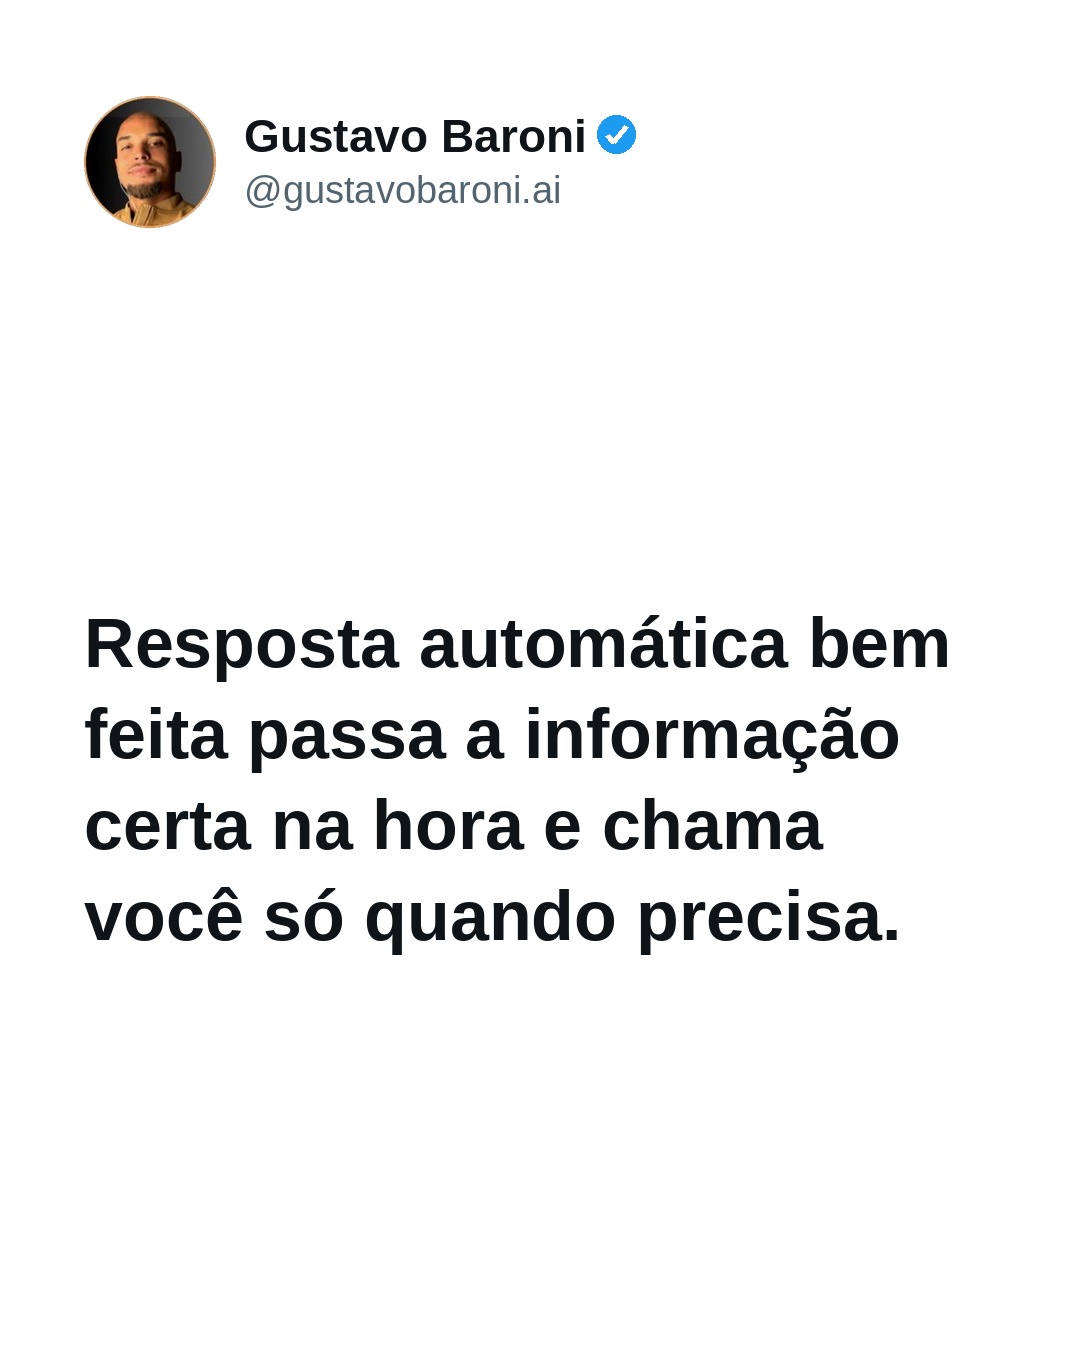 Gustavo Baroni
@gustavobaroni.ai
Resposta automática bem
feita passa a informação
certa na hora e chama
você só quando precisa.